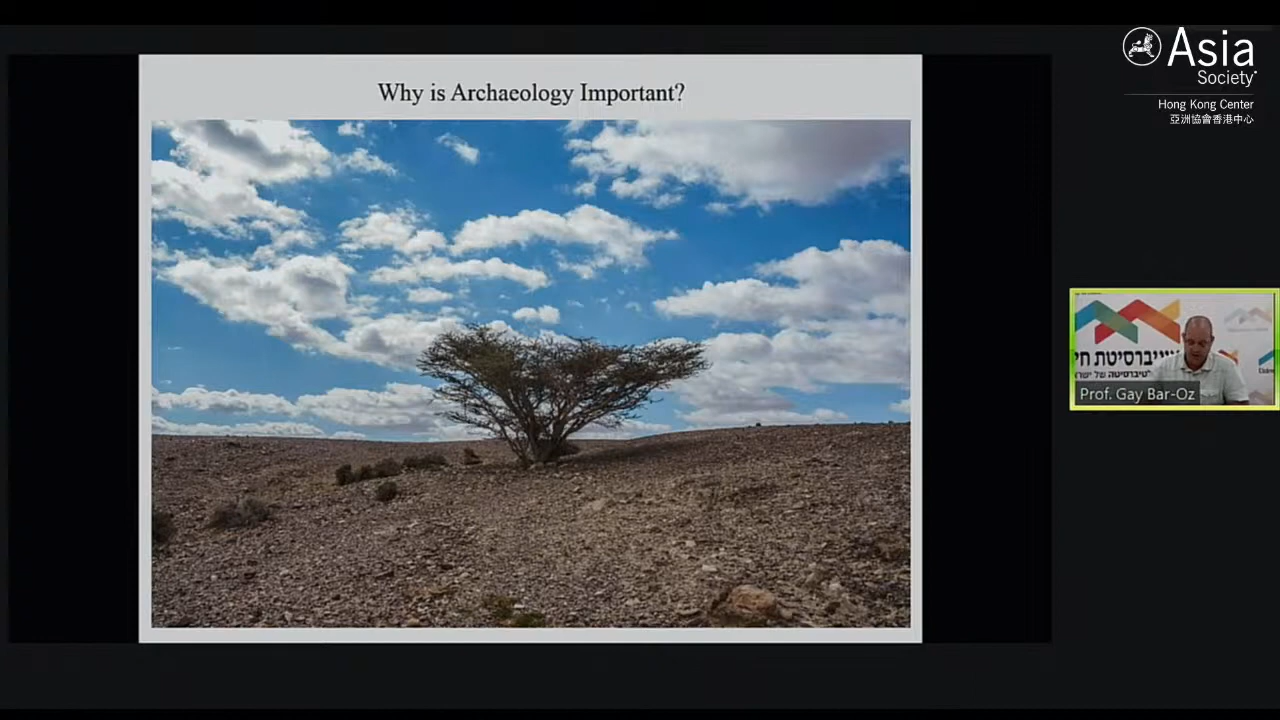 Why is Archaeology Important?
Asia
Society
Hong Kong Center
亞洲協會香港中心
Prof. Gay Bar-Oz